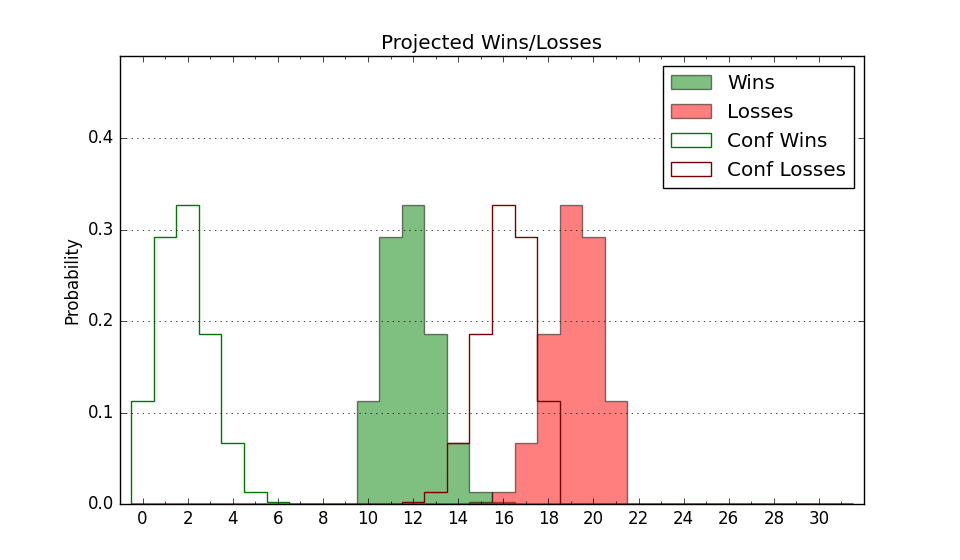 Projected Wins/Losses
Wins
Losses
Conf Wins
Conf Losses
Probability
0.4
0.3
0.2
0.1
0.0
0 2 4 6 8 10 12 14 16 18 20 22 24 26 28 30